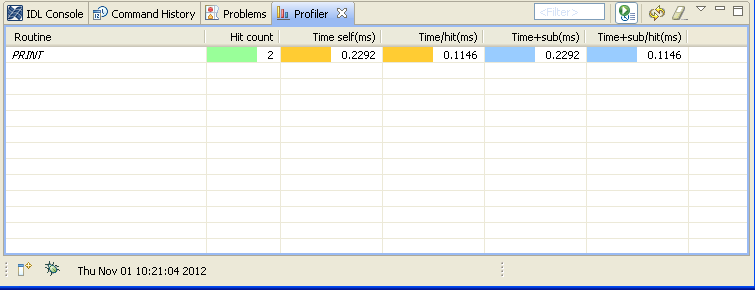 IDL Console Command History Problems Profiler <Filter>
Routine Hit count Time self(ms) Time/hit(ms) Time+sub(ms) Time+sub/hit(ms)
PRINT 2 0.2292 0.1146 0.2292 0.1146
Thu Nov 01 10:21:04 2012